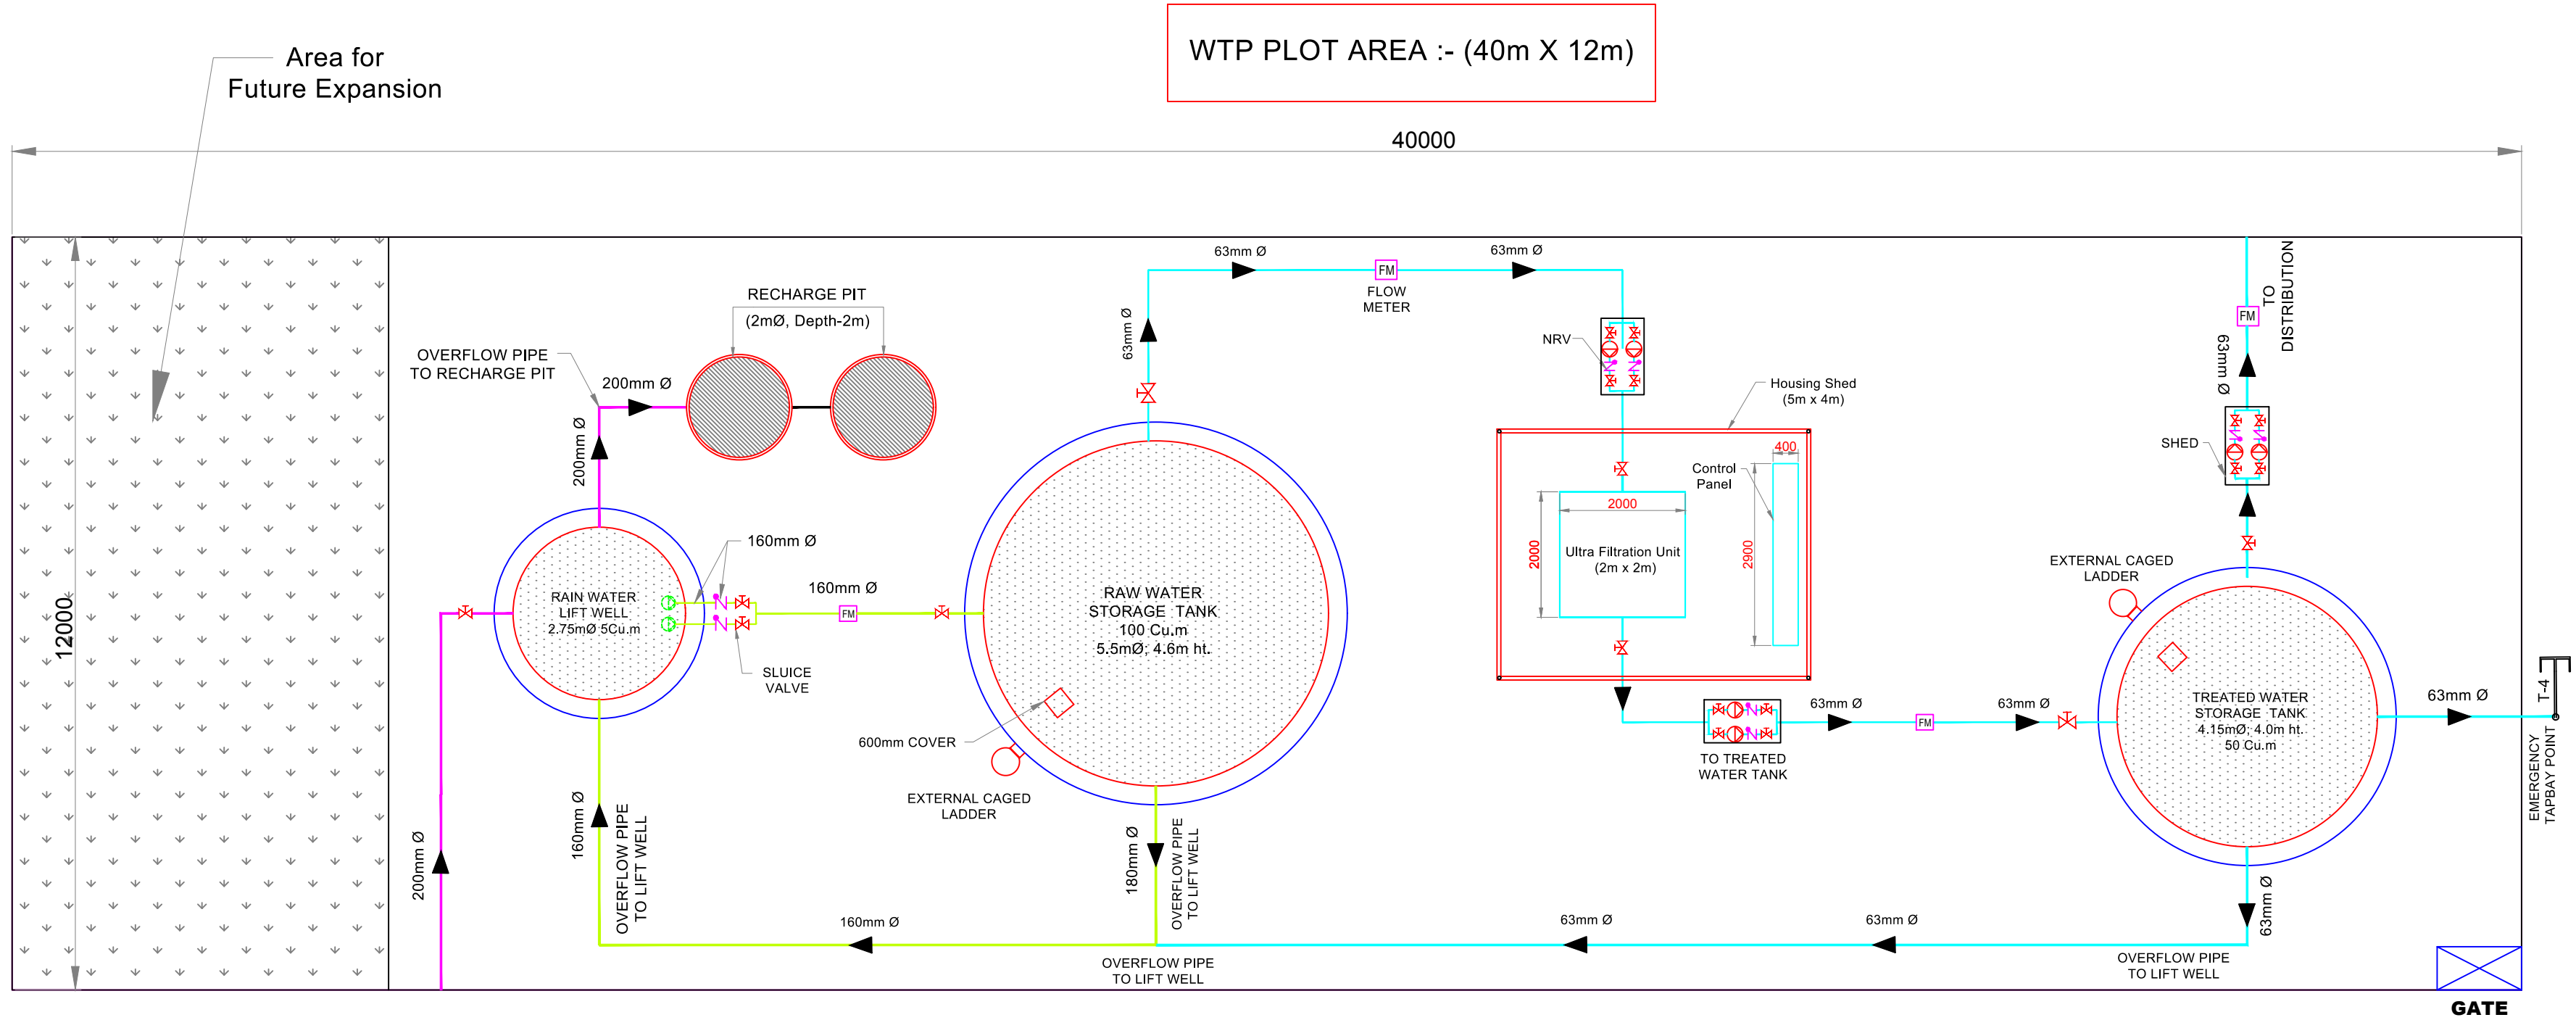 WTP PLOT AREA :- (40m X 12m)
Area for
Future Expansion
40000
12000
RECHARGE PIT
(2mØ, Depth-2m)
OVERFLOW PIPE
TO RECHARGE PIT
200mm Ø
200mm Ø
RAIN WATER
LIFT WELL
2.75mØ 5Cu.m
160mm Ø
160mm Ø
FM
SLUICE
VALVE
200mm Ø
160mm Ø
OVERFLOW PIPE
TO LIFT WELL
160mm Ø
RAW WATER
STORAGE TANK
100 Cu.m
5.5mØ; 4.6m ht.
600mm COVER
EXTERNAL CAGED
LADDER
180mm Ø
OVERFLOW PIPE
TO LIFT WELL
OVERFLOW PIPE
TO LIFT WELL
63mm Ø
63mm Ø
FM
FLOW
METER
63mm Ø
NRV
Housing Shed
(5m x 4m)
400
Control
Panel
2000
2000
2900
Ultra Filtration Unit
(2m x 2m)
TO TREATED
WATER TANK
63mm Ø
FM
63mm Ø
TO
DISTRIBUTION
FM
63mm Ø
SHED
EXTERNAL CAGED
LADDER
TREATED WATER
STORAGE TANK
4.15mØ; 4.0m ht.
50 Cu.m
63mm Ø
T-4
EMERGENCY
TAPBAY POINT
63mm Ø
63mm Ø
63mm Ø
OVERFLOW PIPE
TO LIFT WELL
GATE